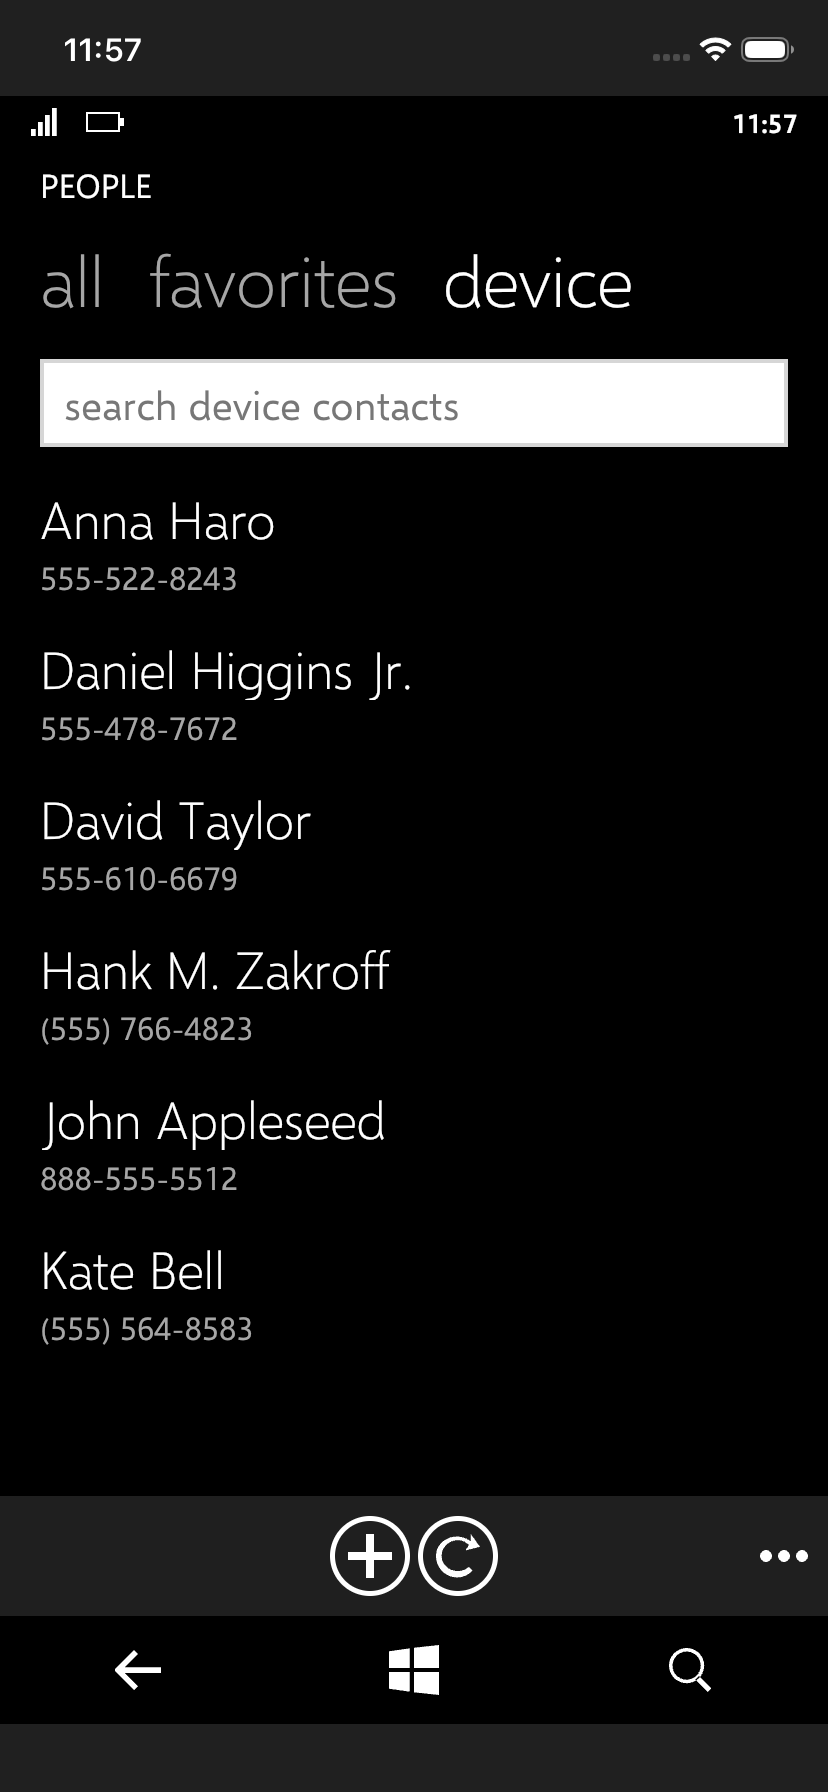 11:57
11:57
PEOPLE
all favorites device
search device contacts
Anna Haro
555-522-8243
Daniel Higgins Jr.
555-478-7672
David Taylor
555-610-6679
Hank M. Zakroff
(555) 766-4823
John Appleseed
888-555-5512
Kate Bell
(555) 564-8583